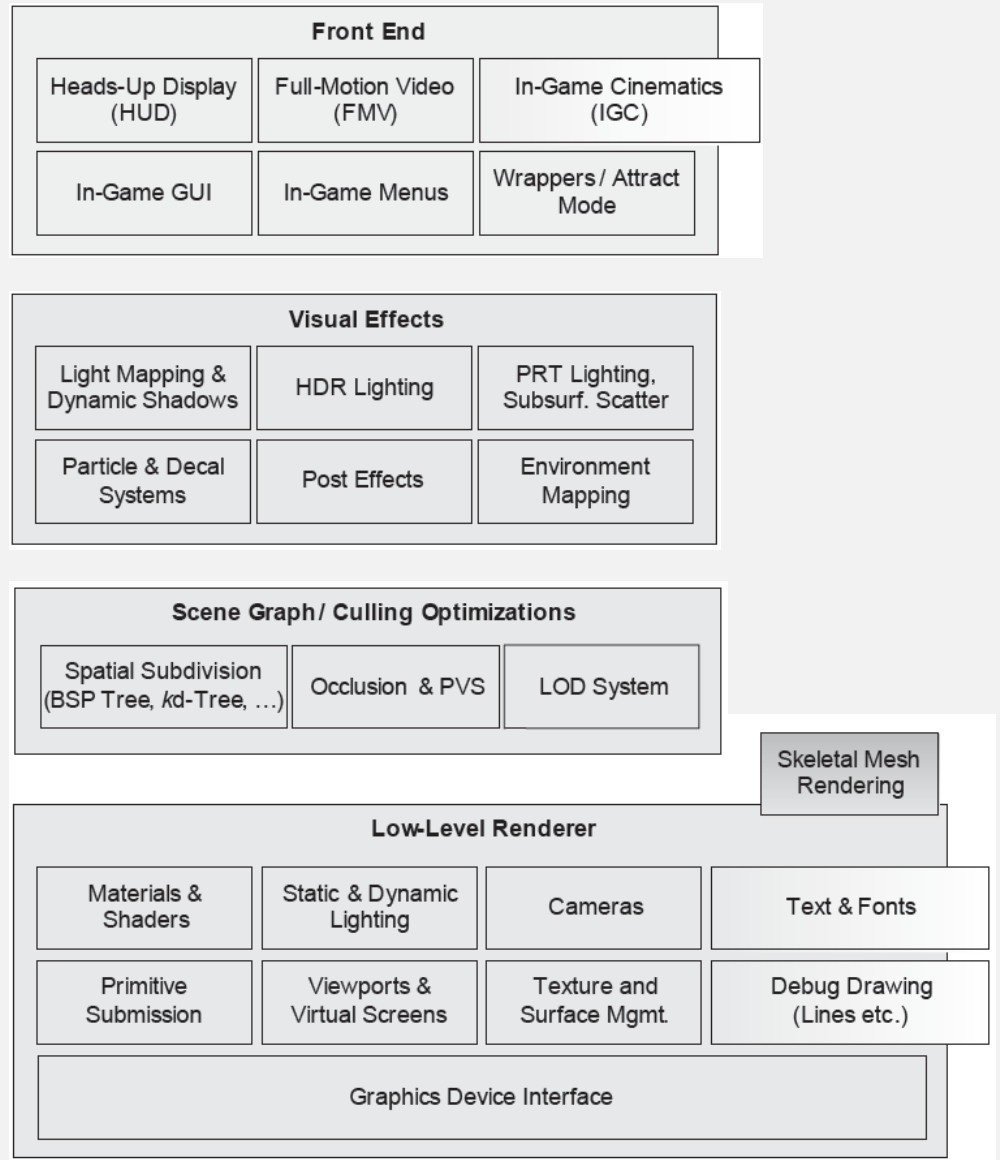 Front End
Heads-Up Display
(HUD)
Full-Motion Video
(FMV)
In-Game Cinematics
(IGC)
In-Game GUI
In-Game Menus
Wrappers / Attract
Mode
Visual Effects
Light Mapping &
Dynamic Shadows
HDR Lighting
PRT Lighting,
Subsurf. Scatter
Particle & Decal
Systems
Post Effects
Environment
Mapping
Scene Graph / Culling Optimizations
Spatial Subdivision
(BSP Tree, kd-Tree, …)
Occlusion & PVS
LOD System
Skeletal Mesh
Rendering
Low-Level Renderer
Materials &
Shaders
Static & Dynamic
Lighting
Cameras
Text & Fonts
Primitive
Submission
Viewports &
Virtual Screens
Texture and
Surface Mgmt.
Debug Drawing
(Lines etc.)
Graphics Device Interface